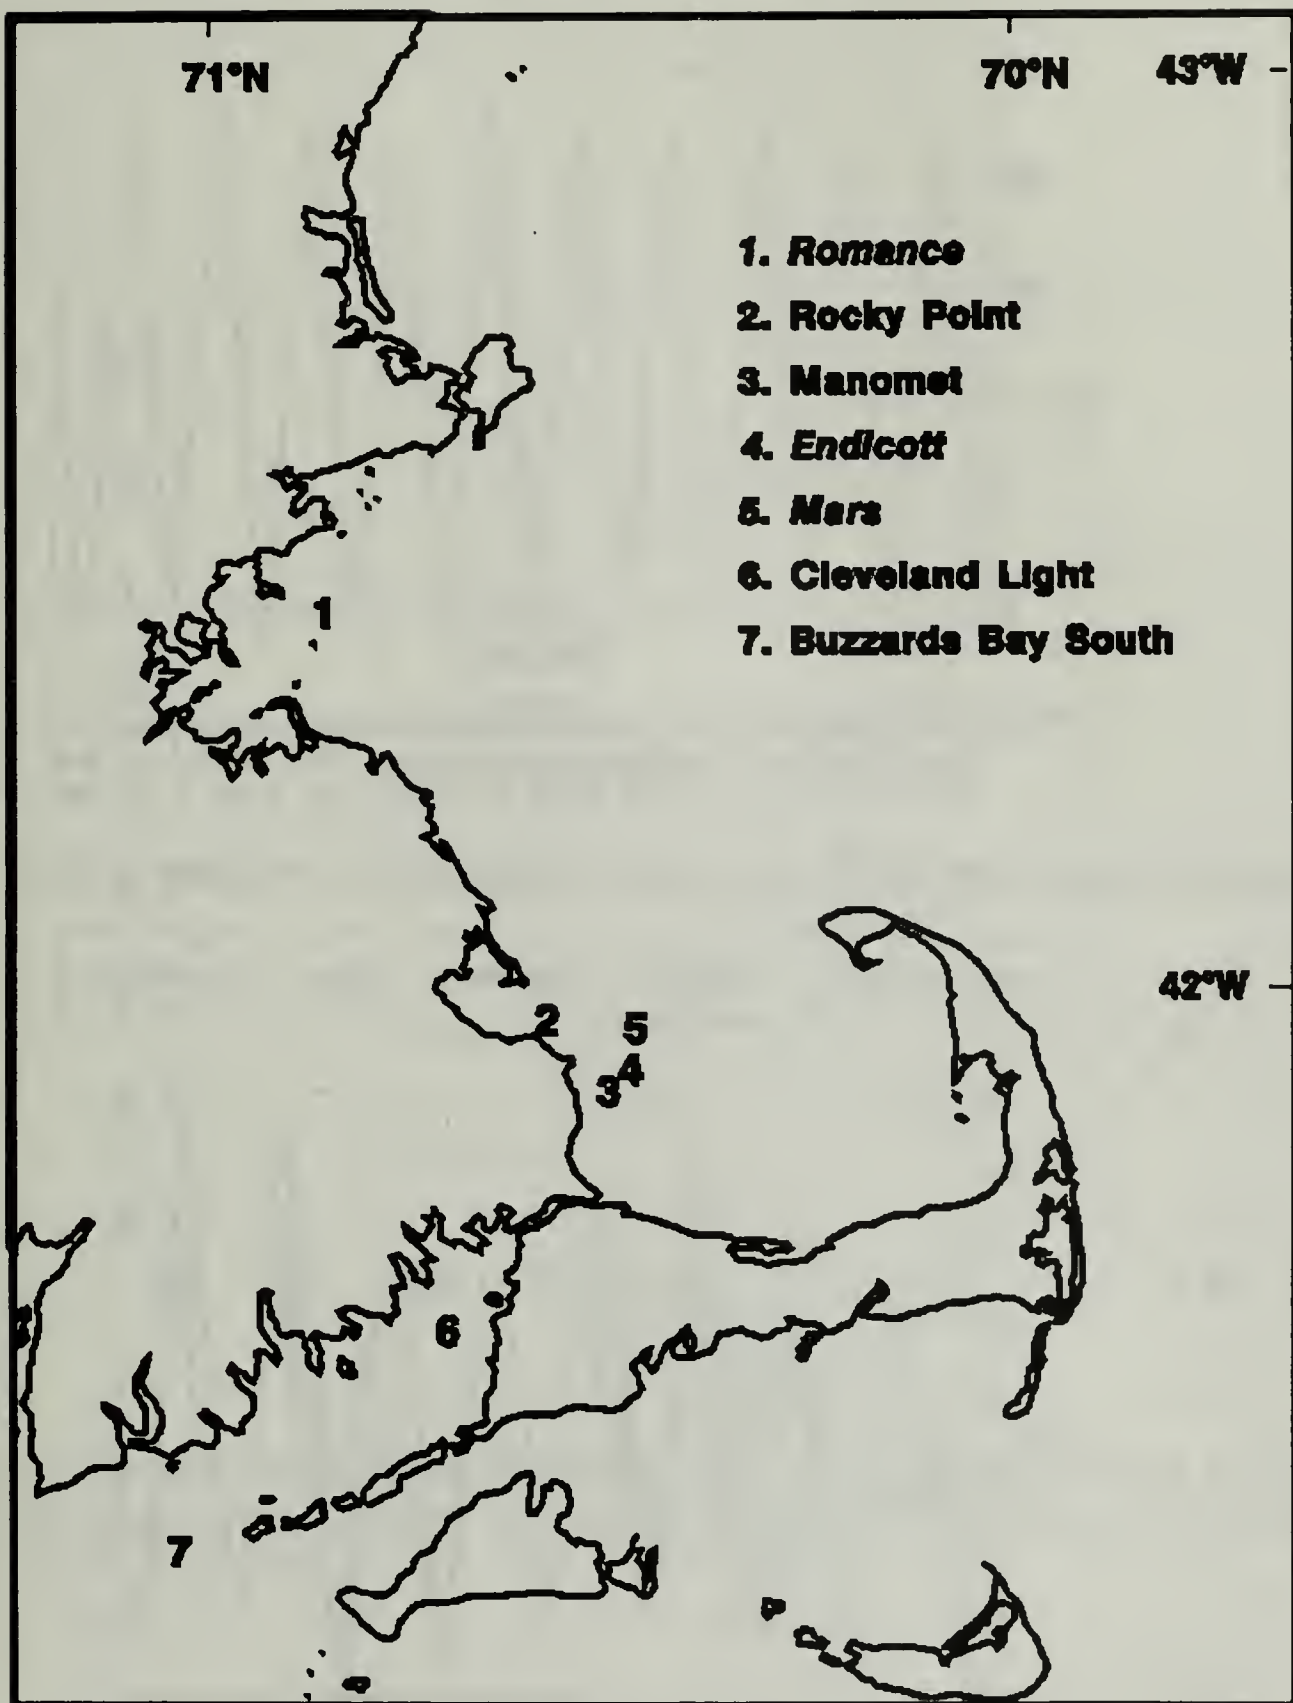 71°N 70°N 43°W
1. Romance
2. Rocky Point
3. Manomet
4. Endicott
5. Mars
6. Cleveland Light
7. Buzzards Bay South
1
42°W
2 5
4
3
6
7